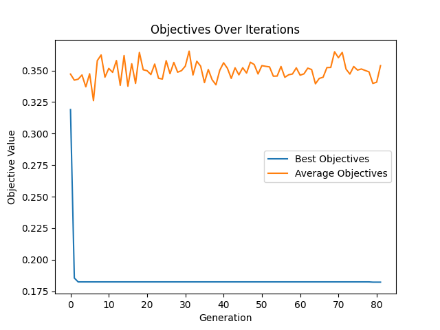 Objectives Over Iterations
Objective Value
0.350
0.325
0.300
0.275
0.250
0.225
0.200
0.175
Best Objectives
Average Objectives
0 10 20 30 40 50 60 70 80
Generation